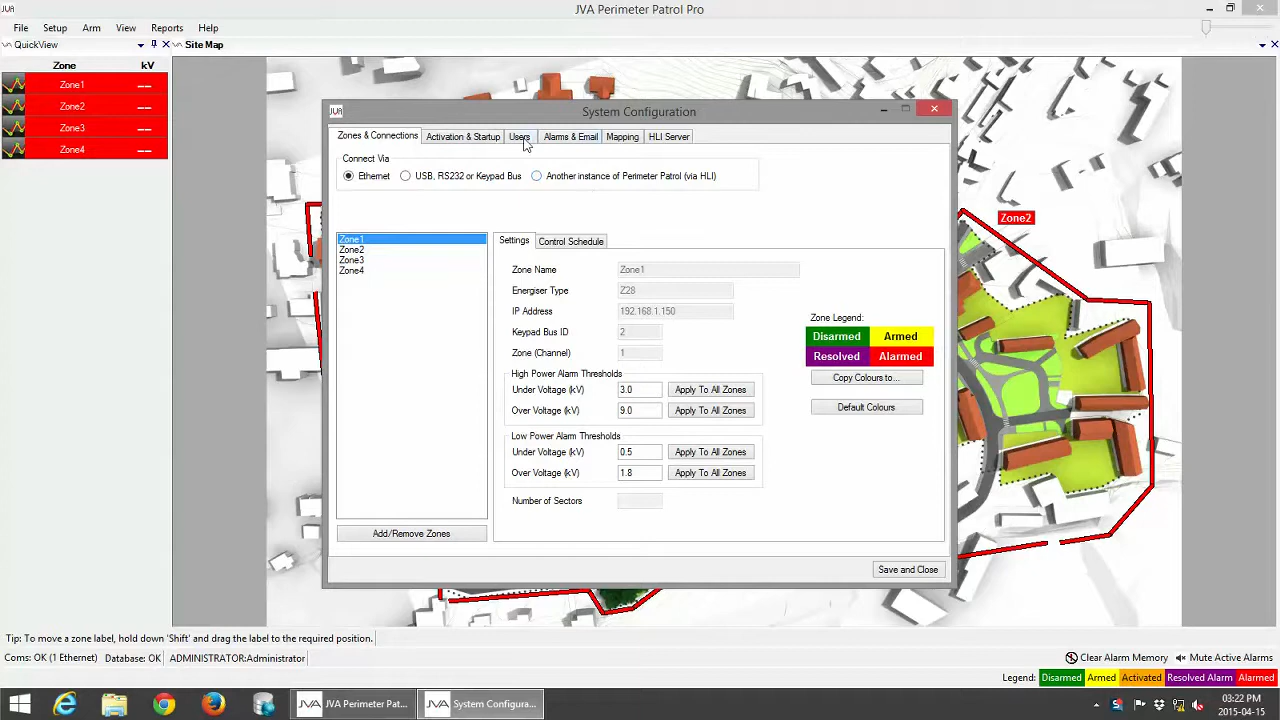 JVA Perimeter Patrol Pro
File Setup Arm View Reports Help
QuickView
Site Map
Zone kV
Zone1 --
Zone2 --
Zone3 --
Zone4 --
Zone2
JVA System Configuration
Zones & Connections Activation & Startup Users Alarms & Email Mapping HLI Server
Connect Via
Ethernet USB, RS232 or Keypad Bus Another instance of Perimeter Patrol (via HLI)
Zone1
Zone2
Zone3
Zone4
Add/Remove Zones
Settings Control Schedule
Zone Name Zone1
Energiser Type Z28
IP Address 192.168.1.150
Keypad Bus ID 2
Zone (Channel) 1
High Power Alarm Thresholds
Under Voltage (kV) 3.0 Apply To All Zones
Over Voltage (kV) 9.0 Apply To All Zones
Low Power Alarm Thresholds
Under Voltage (kV) 0.5 Apply To All Zones
Over Voltage (kV) 1.8 Apply To All Zones
Number of Sectors
Zone Legend:
Disarmed Armed
Resolved Alarmed
Copy Colours to...
Default Colours
Save and Close
Tip: To move a zone label, hold down 'Shift' and drag the label to the required position.
Coms: OK (1 Ethernet) Database: OK ADMINISTRATOR:Administrator
Clear Alarm Memory Mute Active Alarms
Legend: Disarmed Armed Activated Resolved Alarm Alarmed
JVA JVA Perimeter Pat...
JVA System Configura...
03:22 PM
2015-04-15